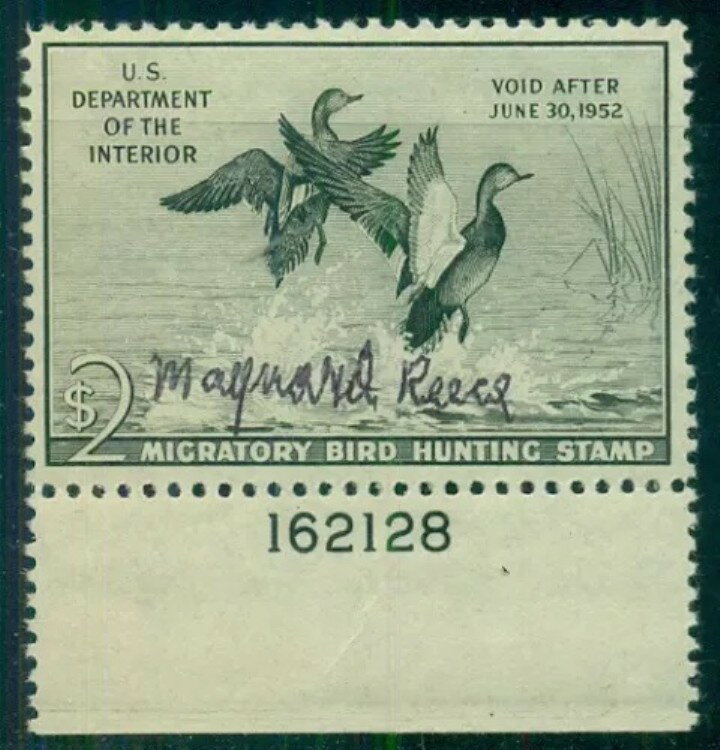 U.S.
DEPARTMENT
OF THE
INTERIOR
VOID AFTER
JUNE 30, 1952
Maynard Reece
$2
MIGRATORY BIRD HUNTING STAMP
162128